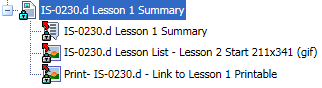 IS-0230.d Lesson 1 Summary
IS-0230.d Lesson 1 Summary
IS-0230.d Lesson List - Lesson 2 Start 211x341 (gif)
Print- IS-0230.d - Link to Lesson 1 Printable